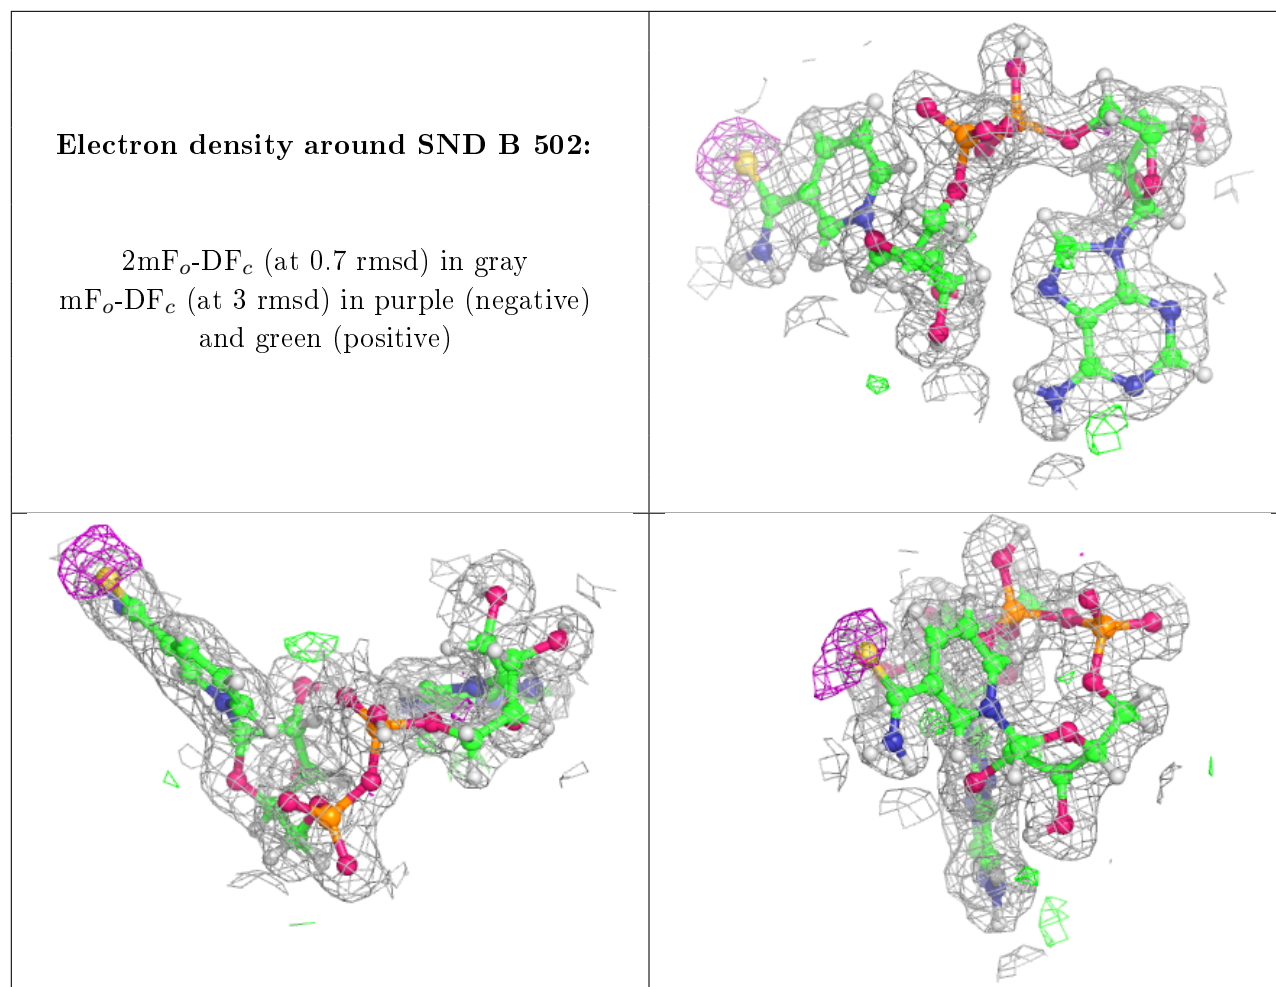 Electron density around SND B 502:
2mFo-DFc (at 0.7 rmsd) in gray
mFo-DFc (at 3 rmsd) in purple (negative)
and green (positive)